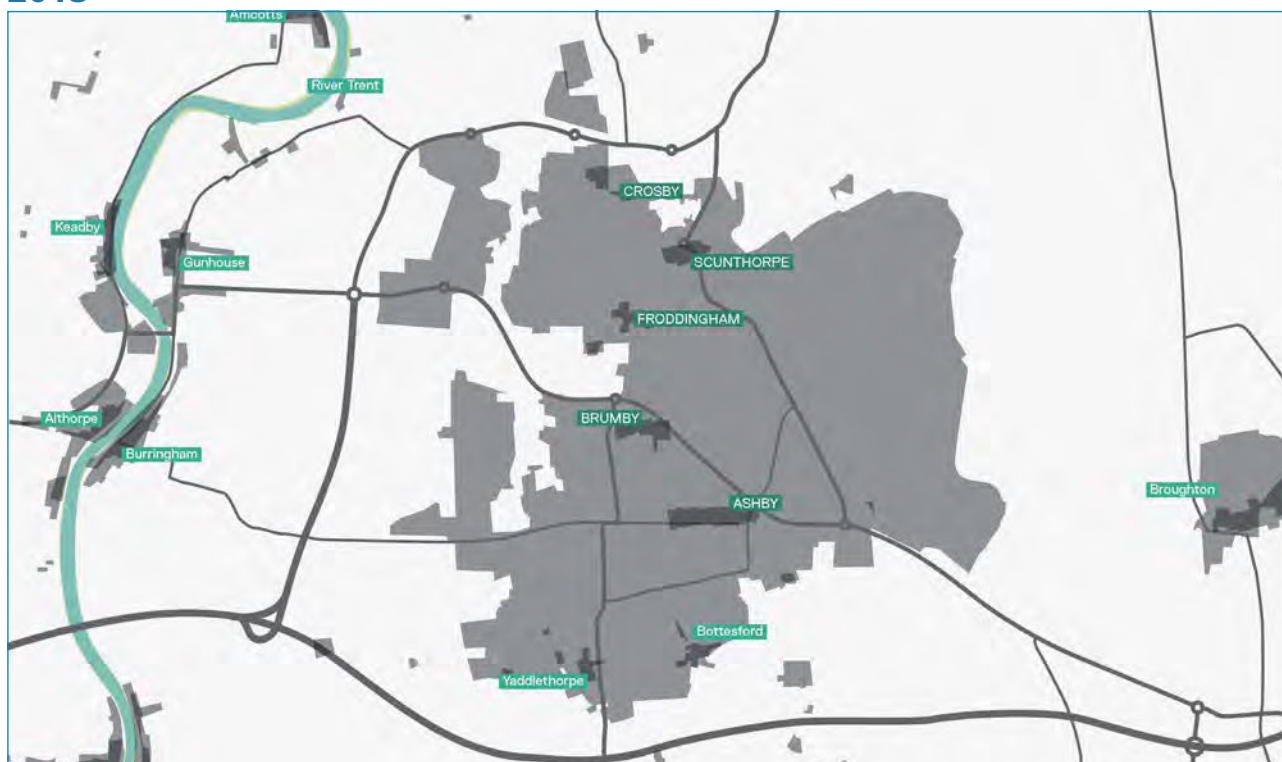 Amcotts
River Trent
CROSBY
Keadby
Gunhouse
SCUNTHORPE
FRODDINGHAM
Althorpe
BRUMBY
Burringham
Broughton
ASHBY
Bottesford
Yaddlethorpe